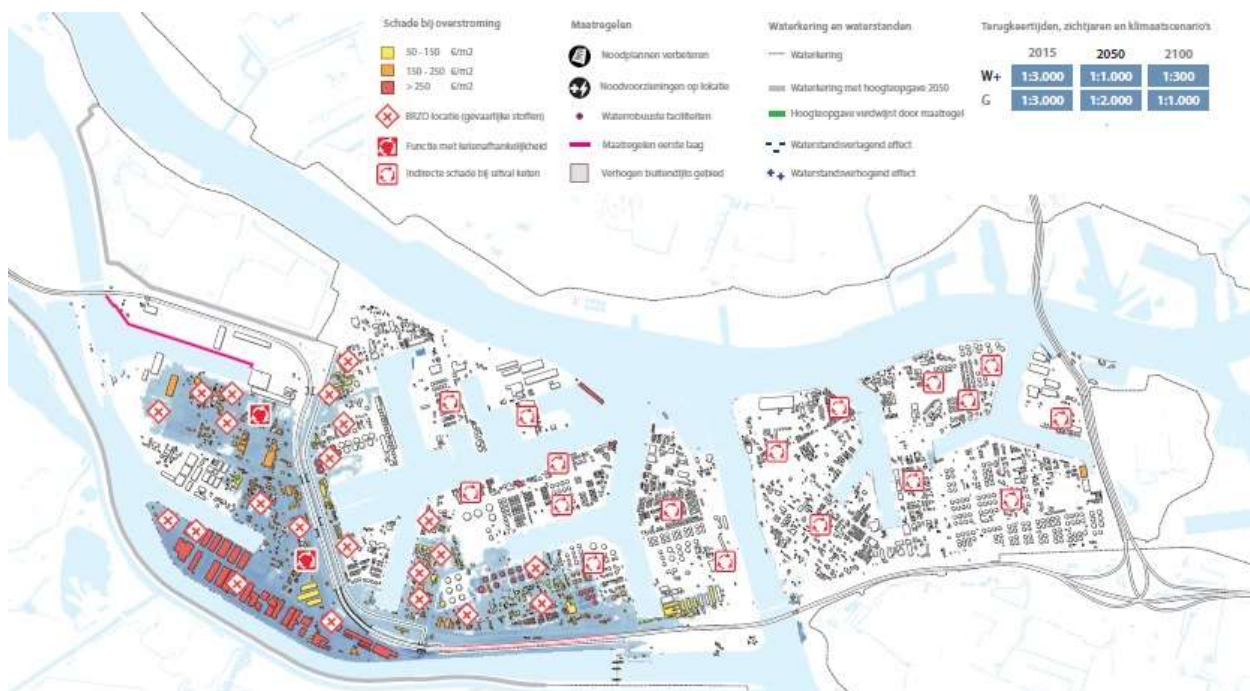 Schade bij overstroming
50 - 150 €/m2
150 - 250 €/m2
> 250 €/m2
BRZO locatie (gevaarlijke stoffen)
Functie met ketenafhankelijkheid
Indirecte schade bij uitval keten
Maatregelen
Noodplannen verbeteren
Noodvoorzieningen op lokatie
Waterrobuuste faciliteiten
Maatregelen eerste laag
Verhogen buitendijks gebied
Waterkering en waterstanden
Waterkering
Waterkering met hoogteopgave 2050
Hoogteopgave verdwijnt door maatregel
Waterstandsverlagend effect
Waterstandsverhogend effect
Terugkeertijden, zichtjaren en klimaatscenario's
2015 2050 2100
W+ 1:3.000 1:1.000 1:300
G 1:3.000 1:2.000 1:1.000